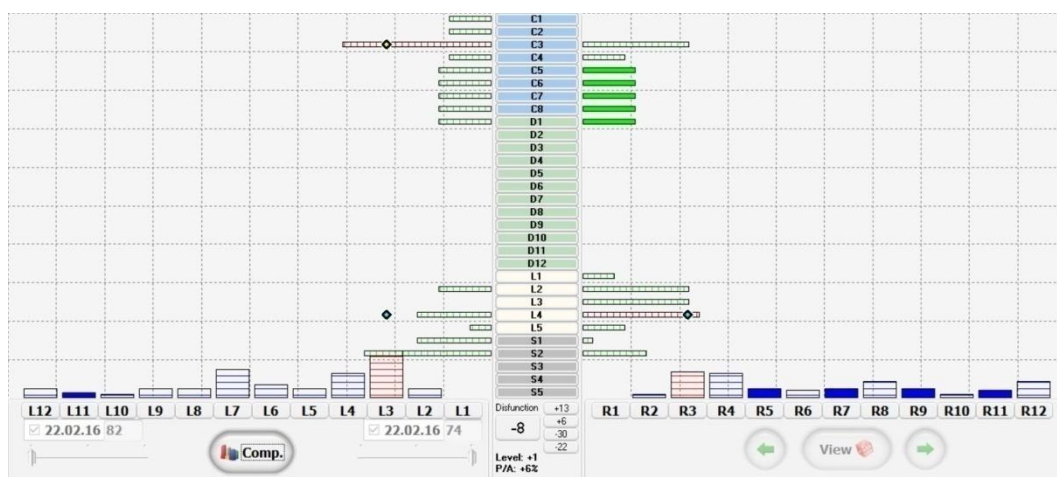 C1
C2
C3
C4
C5
C6
C7
C8
D1
D2
D3
D4
D5
D6
D7
D8
D9
D10
D11
D12
L1
L2
L3
L4
L5
S1
S2
S3
S4
S5
L12 L11 L10 L9 L8 L7 L6 L5 L4 L3 L2 L1
Disfunction +13
-8
+6
-30
-22
Level: +1
P/A: +6%
R1 R2 R3 R4 R5 R6 R7 R8 R9 R10 R11 R12
22.02.16 82
22.02.16 74
Comp.
View